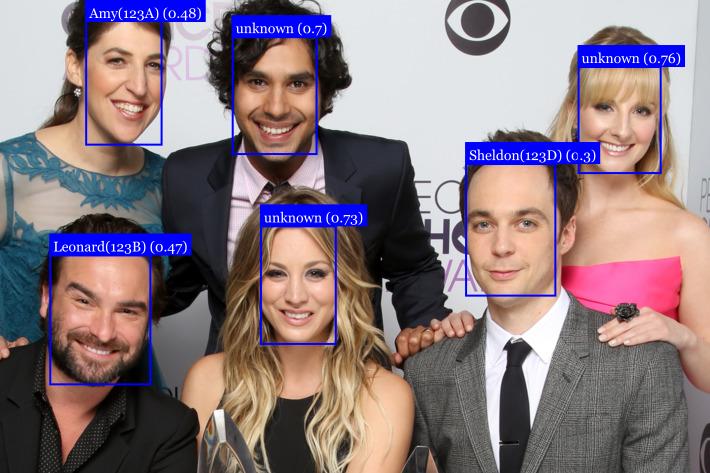 Amy(123A) (0.48)
unknown (0.7)
unknown (0.76)
Sheldon(123D) (0.3)
unknown (0.73)
Leonard(123B) (0.47)